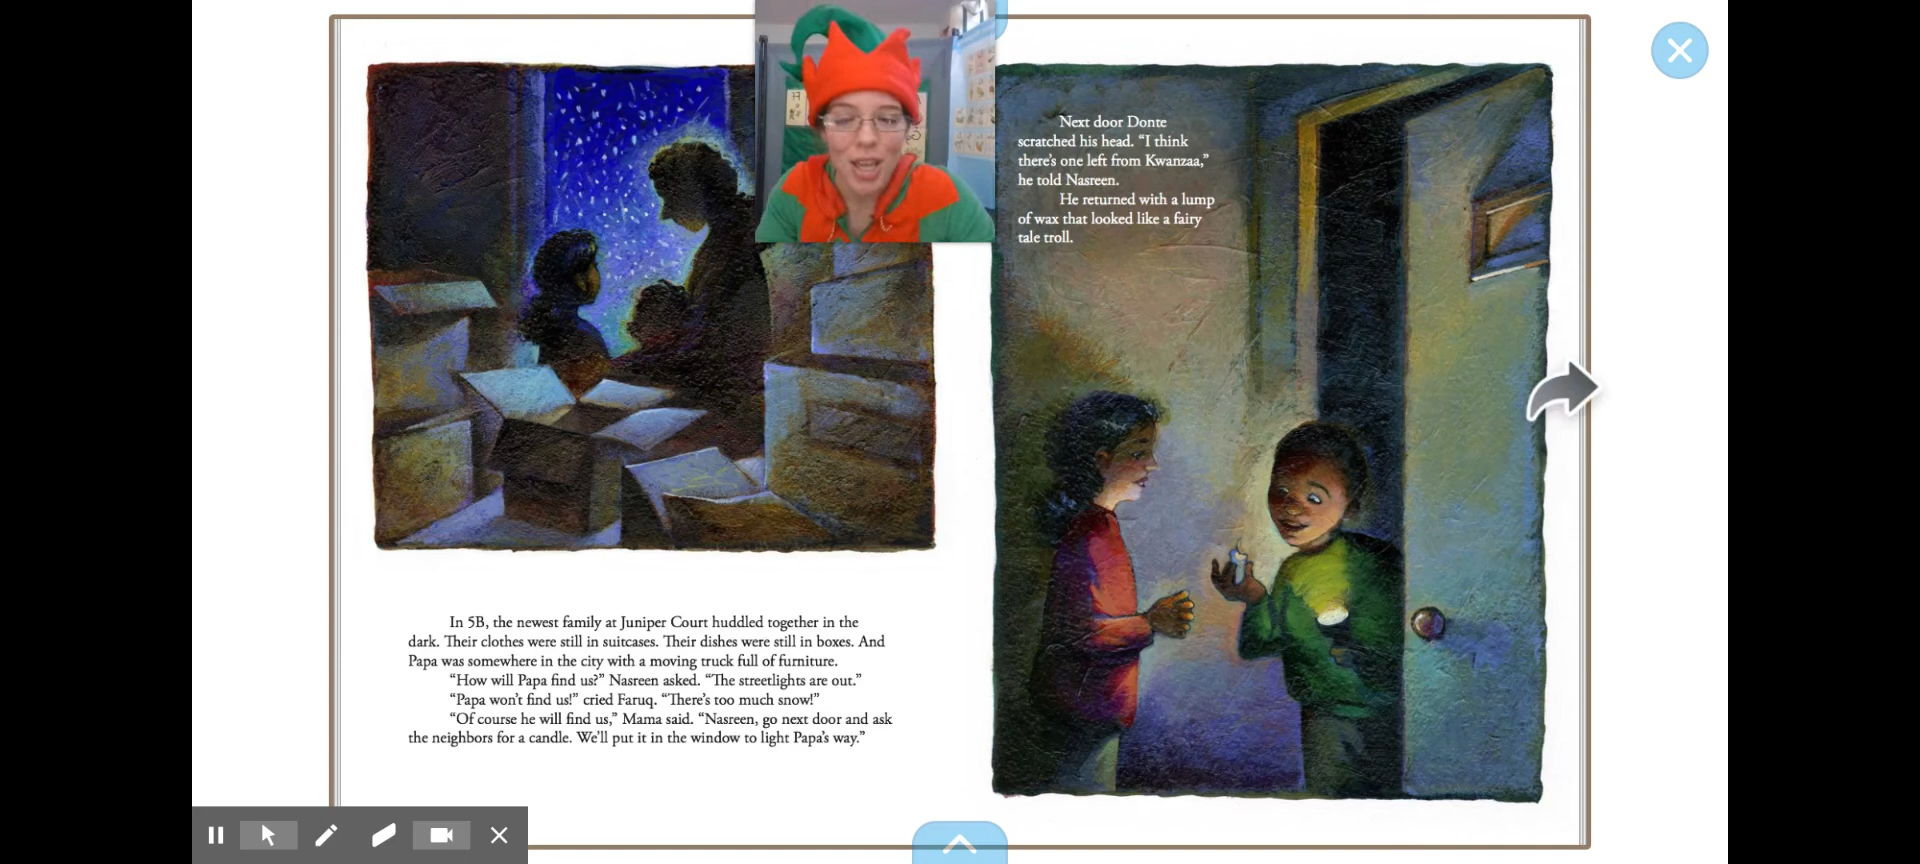 In 5B, the newest family at Juniper Court huddled together in the
dark. Their clothes were still in suitcases. Their dishes were still in boxes. And
Papa was somewhere in the city with a moving truck full of furniture.
“How will Papa find us?” Nasreen asked. “The streetlights are out.”
“Papa won’t find us!” cried Faruq. “There’s too much snow!”
“Of course he will find us,” Mama said. “Nasreen, go next door and ask
the neighbors for a candle. We’ll put it in the window to light Papa’s way.”
Next door Donte
scratched his head. “I think
there’s one left from Kwanzaa,”
he told Nasreen.
He returned with a lump
of wax that looked like a fairy
tale troll.